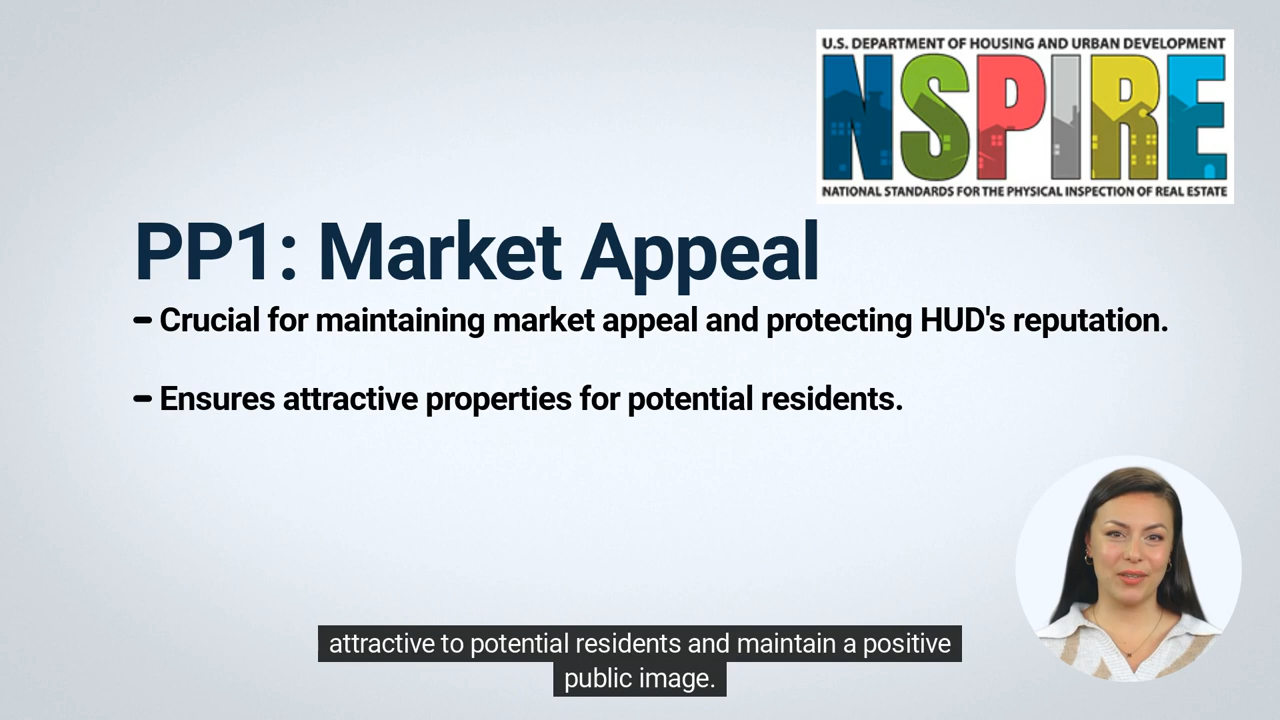 U.S. DEPARTMENT OF HOUSING AND URBAN DEVELOPMENT
NSPIRE
NATIONAL STANDARDS FOR THE PHYSICAL INSPECTION OF REAL ESTATE
PP1: Market Appeal
- Crucial for maintaining market appeal and protecting HUD's reputation.
- Ensures attractive properties for potential residents.
attractive to potential residents and maintain a positive
public image.